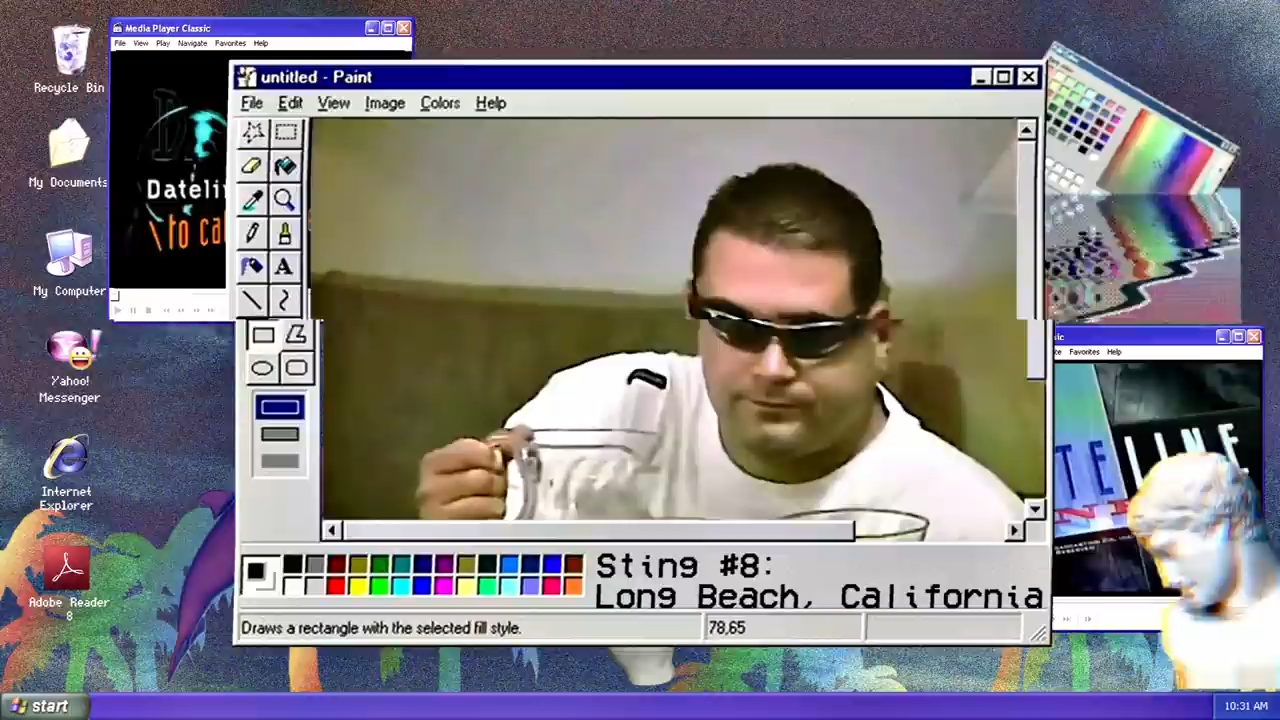 Media Player Classic
File View Play Navigate Favorites Help
Recycle Bin
My Documents
My Computer
Yahoo!
Messenger
Internet
Explorer
Adobe Reader
8
untitled - Paint
File Edit View Image Colors Help
A
Sting #8:
Long Beach, California
Draws a rectangle with the selected fill style.
78,65
Favorites Help
start
10:31 AM